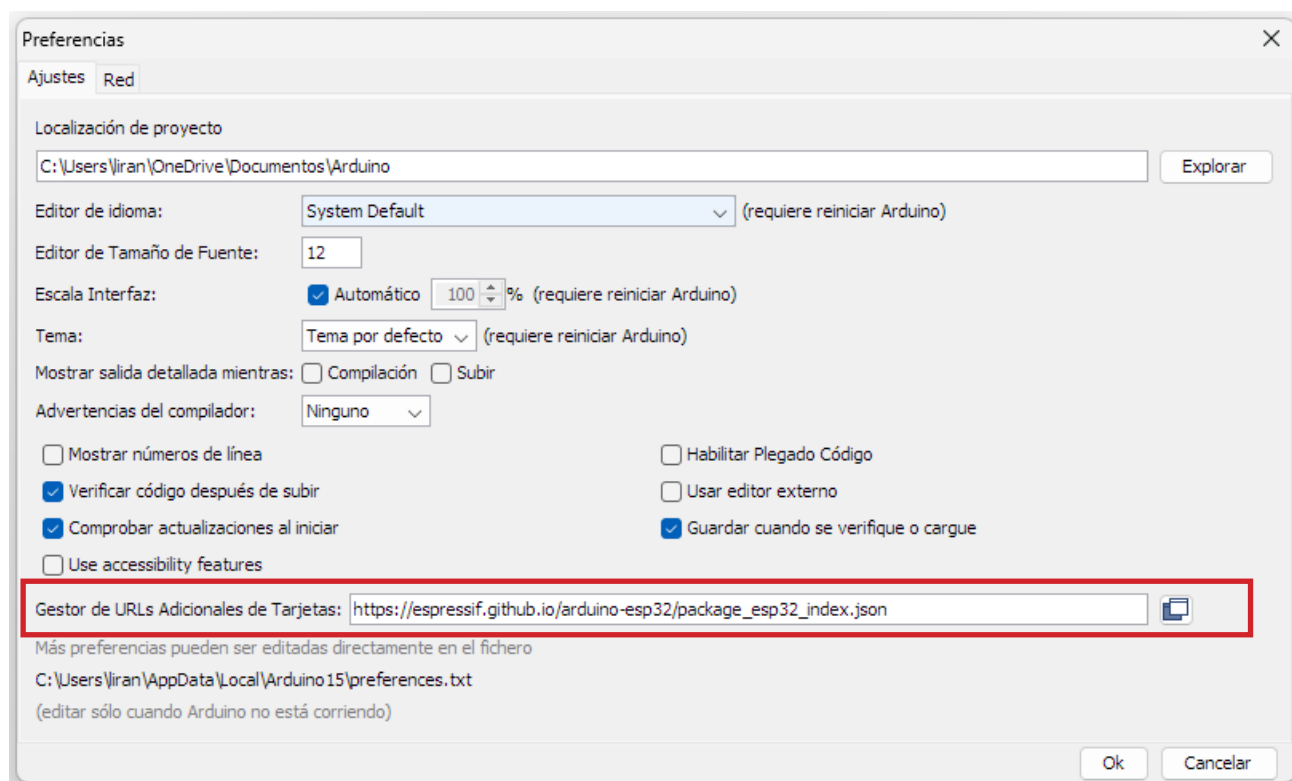 Preferencias
Ajustes Red
Localización de proyecto
C:\Users\liran\OneDrive\Documentos\Arduino Explorar
Editor de idioma: System Default (requiere reiniciar Arduino)
Editor de Tamaño de Fuente: 12
Escala Interfaz: Automático 100 % (requiere reiniciar Arduino)
Tema: Tema por defecto (requiere reiniciar Arduino)
Mostrar salida detallada mientras: Compilación Subir
Advertencias del compilador: Ninguno
Mostrar números de línea Habilitar Plegado Código
Verificar código después de subir Usar editor externo
Comprobar actualizaciones al iniciar Guardar cuando se verifique o cargue
Use accessibility features
Gestor de URLs Adicionales de Tarjetas: https://espressif.github.io/arduino-esp32/package_esp32_index.json
Más preferencias pueden ser editadas directamente en el fichero
C:\Users\liran\AppData\Local\Arduino15\preferences.txt
(editar sólo cuando Arduino no está corriendo)
Ok Cancelar